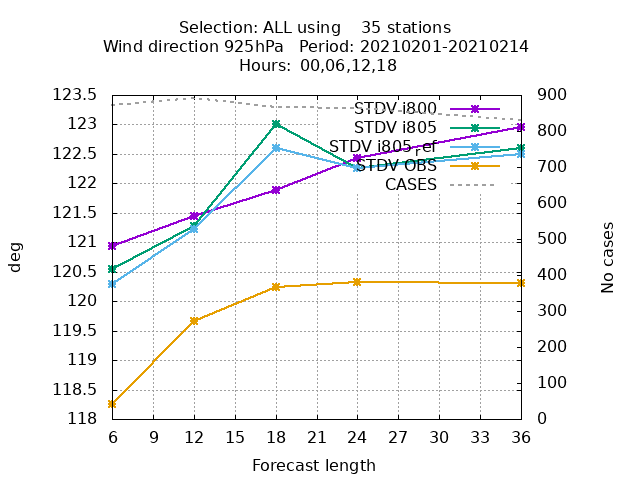 Selection: ALL using    35 stations
Wind direction 925hPa   Period: 20210201-20210214
Hours: 00,06,12,18
123.5
123
122.5
122
121.5
121
120.5
120
119.5
119
118.5
118
900
800
700
600
500
400
300
200
100
0
STDV i800
STDV i805
STDV i805_ref
STDV OBS
CASES
deg
No cases
6 9 12 15 18 21 24 27 30 33 36
Forecast length